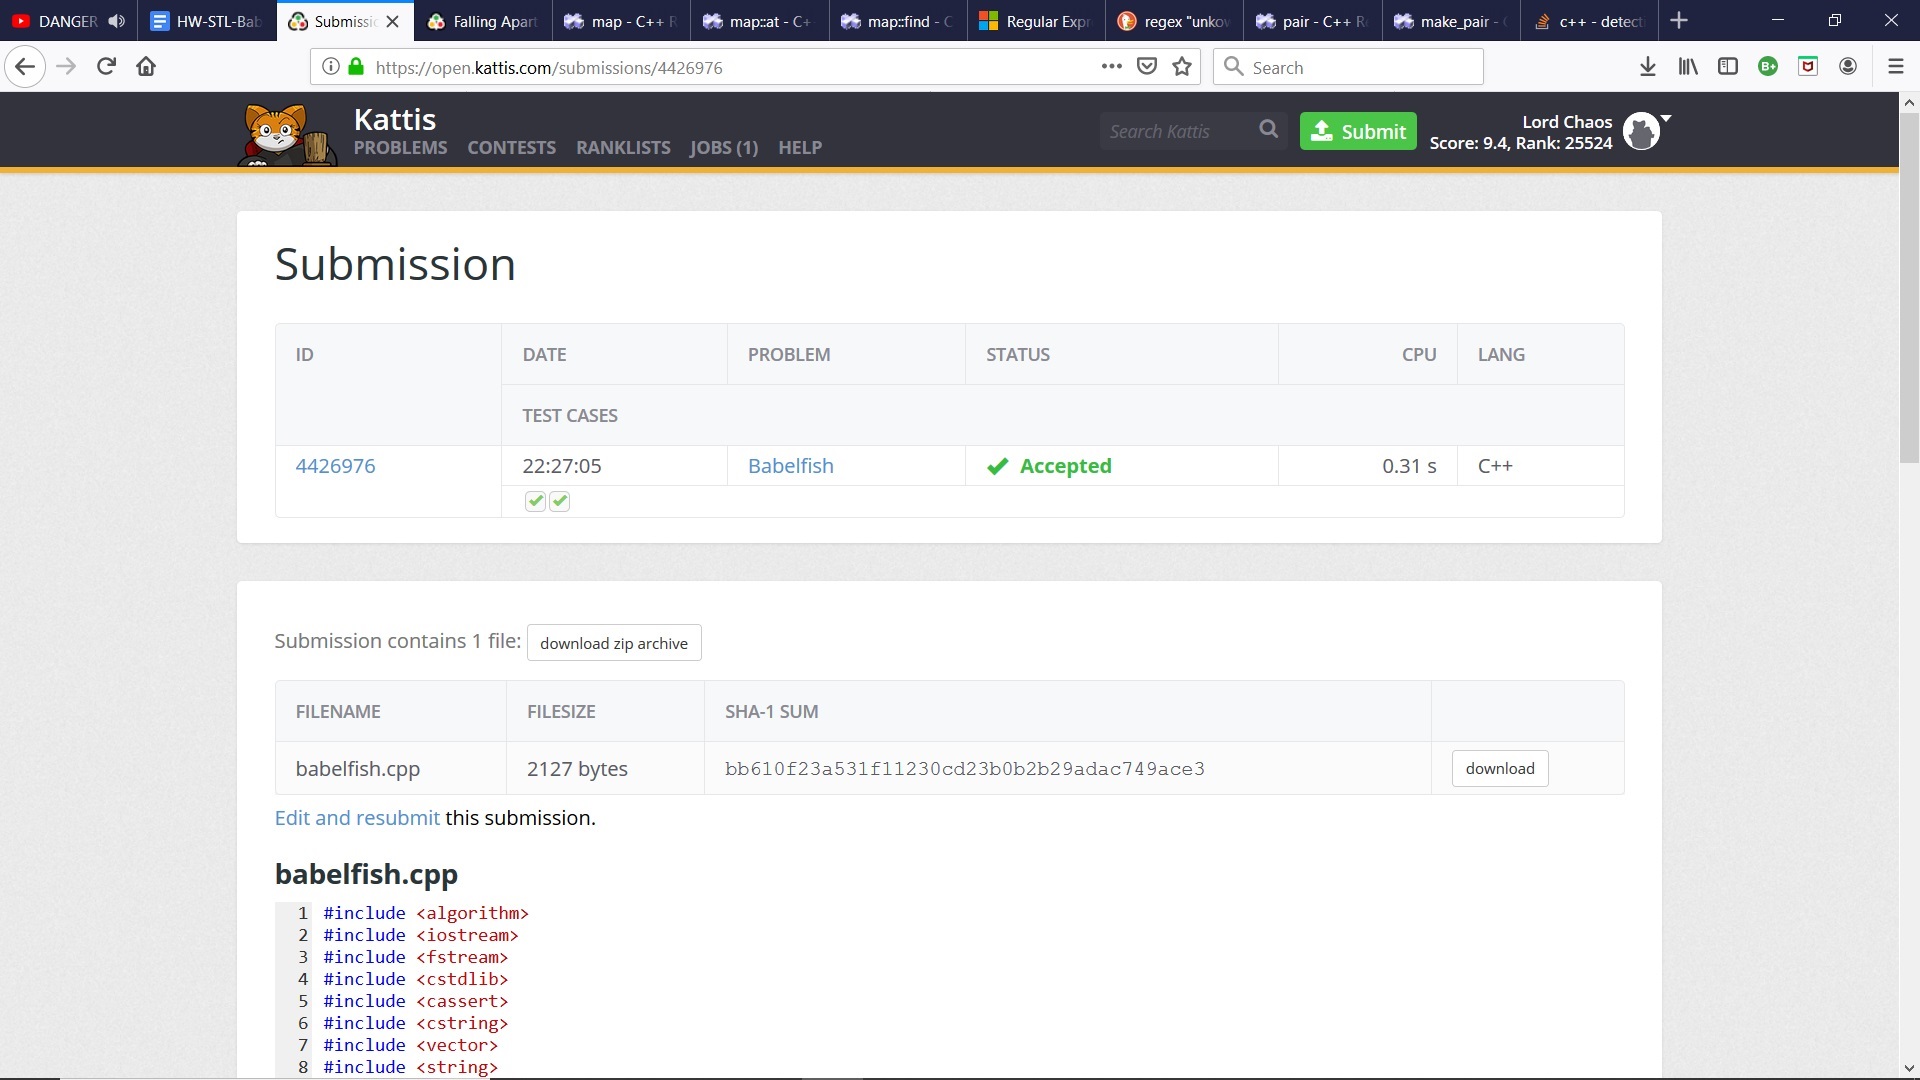 DANGER
HW-STL-Bab
Submissic
Falling Apart
map - C++ R
map::at - C+
map::find - C
Regular Expr
regex "unkow
pair - C++ Re
make_pair - C
c++ - detecti
https://open.kattis.com/submissions/4426976
Search
Kattis
PROBLEMS CONTESTS RANKLISTS JOBS (1) HELP
Search Kattis
Submit
Lord Chaos
Score: 9.4, Rank: 25524
Submission
ID DATE PROBLEM STATUS CPU LANG
TEST CASES
4426976 22:27:05 Babelfish Accepted 0.31 s C++
Submission contains 1 file: download zip archive
FILENAME FILESIZE SHA-1 SUM
babelfish.cpp 2127 bytes bb610f23a531f11230cd23b0b2b29adac749ace3 download
Edit and resubmit this submission.
babelfish.cpp
1 #include <algorithm>
2 #include <iostream>
3 #include <fstream>
4 #include <cstdlib>
5 #include <cassert>
6 #include <cstring>
7 #include <vector>
8 #include <string>